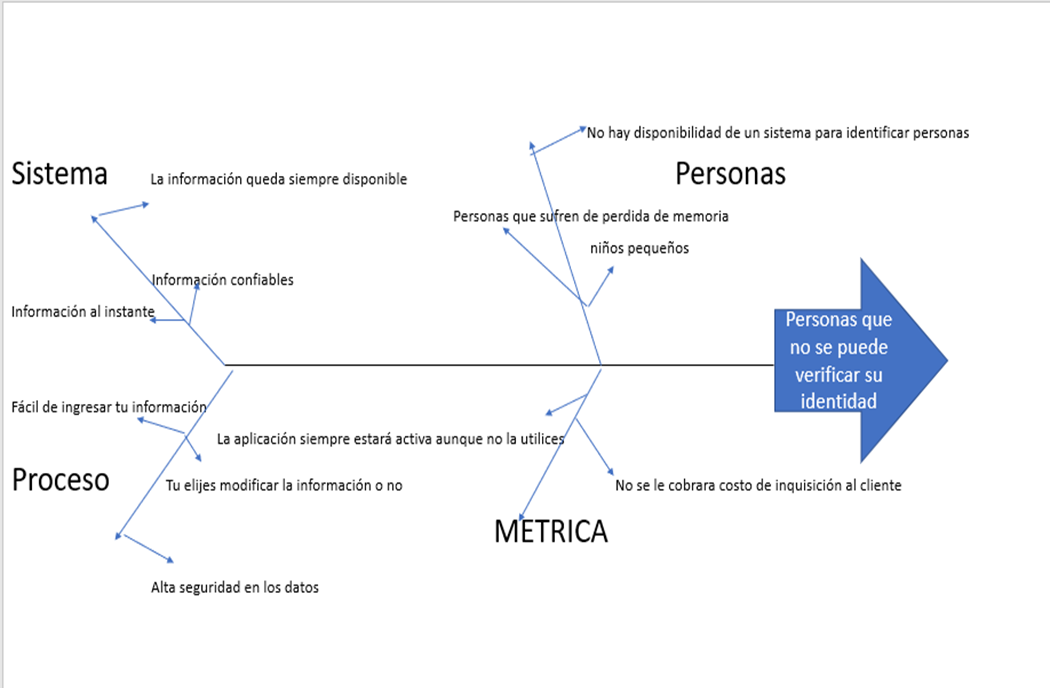 No hay disponibilidad de un sistema para identificar personas
Sistema
La información queda siempre disponible
Personas
Personas que sufren de perdida de memoria
niños pequeños
Información confiables
Información al instante
Personas que
no se puede
verificar su
identidad
Fácil de ingresar tu información
La aplicación siempre estará activa aunque no la utilices
Proceso
Tu elijes modificar la información o no
No se le cobrara costo de inquisición al cliente
METRICA
Alta seguridad en los datos